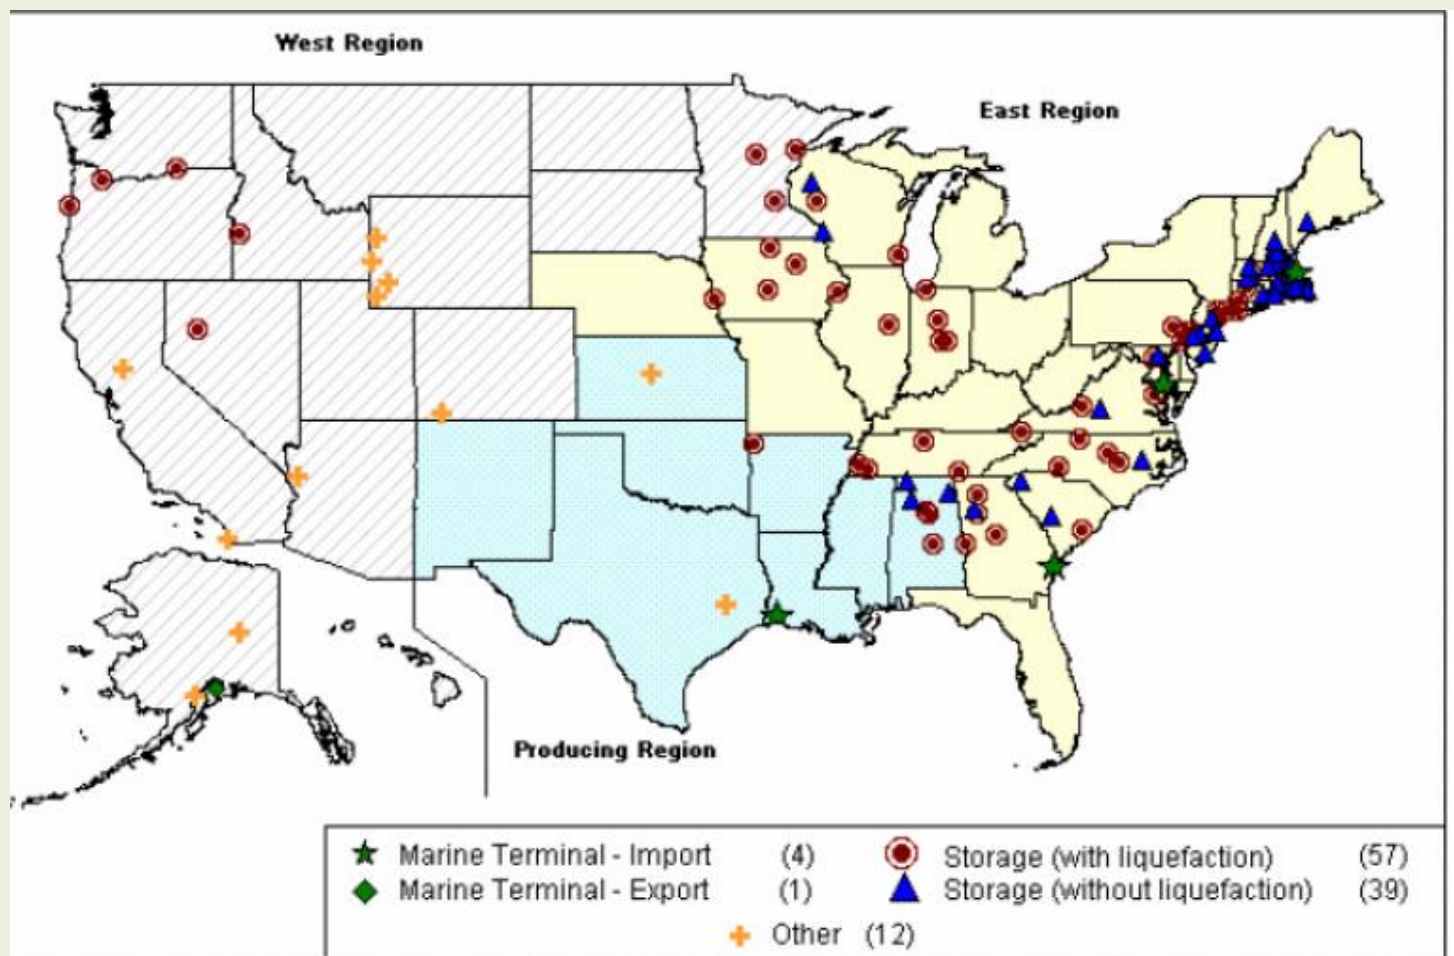 West Region
East Region
Producing Region
Marine Terminal - Import (4)
Storage (with liquefaction) (57)
Marine Terminal - Export (1)
Storage (without liquefaction) (39)
Other (12)